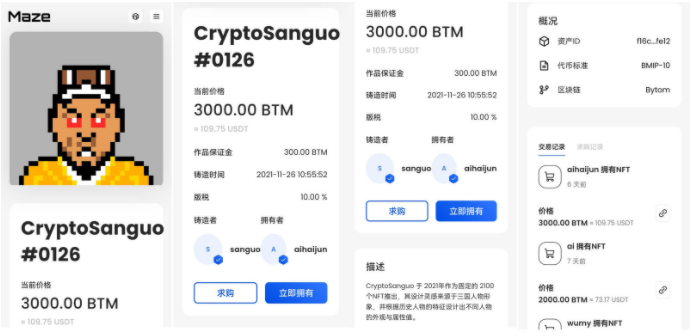 Maze
CryptoSanguo
#0126
当前价格
3000.00 BTM
≈ 109.75 USDT
CryptoSanguo
#0126
当前价格
3000.00 BTM
≈ 109.75 USDT
作品保证金 300.00 BTM
铸造时间 2021-11-26 10:55:52
版税 10.00 %
铸造者 拥有者
S sanguo A aihaijun
求购 立即拥有
当前价格
3000.00 BTM
≈ 109.75 USDT
作品保证金 300.00 BTM
铸造时间 2021-11-26 10:55:52
版税 10.00 %
铸造者 拥有者
S sanguo A aihaijun
求购 立即拥有
描述
CryptoSanguo 于 2021年作为固定的 2100
个NFT推出，其设计灵感来源于三国人物形
象，并根据历史人物的特征设计出不同人物
的外观与属性值。
概况
资产ID f16c...fe12
代币标准 BMIP-10
区块链 Bytom
交易记录 求购记录
aihaijun 拥有NFT
6 天前
价格
3000.00 BTM ≈ 109.75 USDT
ai 拥有NFT
7 天前
价格
2000.00 BTM ≈ 73.17 USDT
wumy 拥有NFT